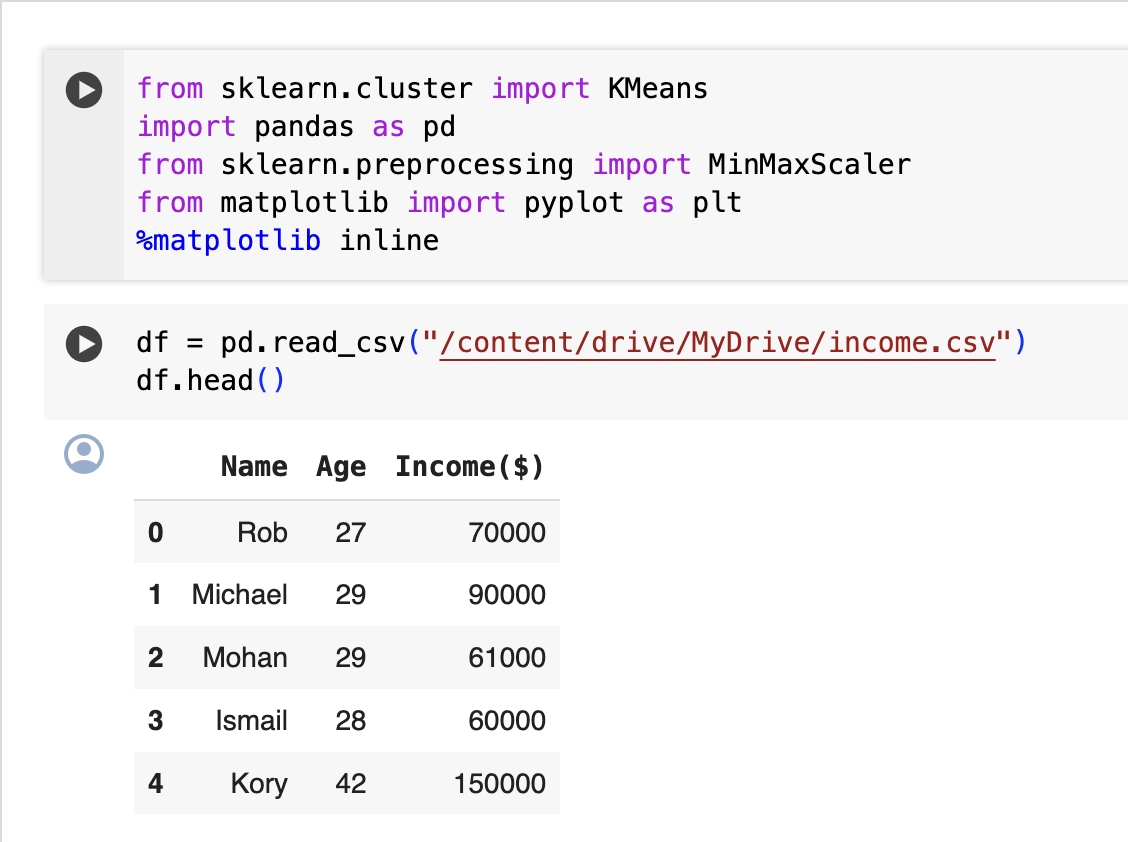 from sklearn.cluster import KMeans
import pandas as pd
from sklearn.preprocessing import MinMaxScaler
from matplotlib import pyplot as plt
%matplotlib inline
df = pd.read_csv("/content/drive/MyDrive/income.csv")
df.head()
Name Age Income($)
0 Rob 27 70000
1 Michael 29 90000
2 Mohan 29 61000
3 Ismail 28 60000
4 Kory 42 150000